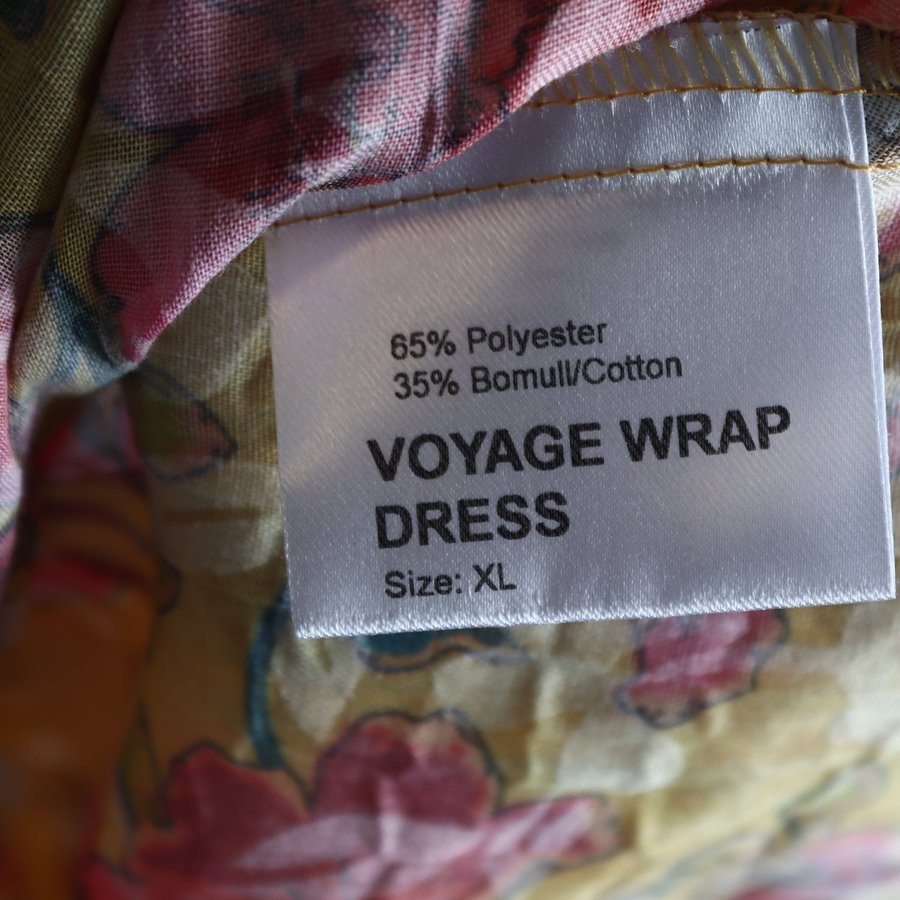 65% Polyester
35% Bomull/Cotton
VOYAGE WRAP
DRESS
Size: XL